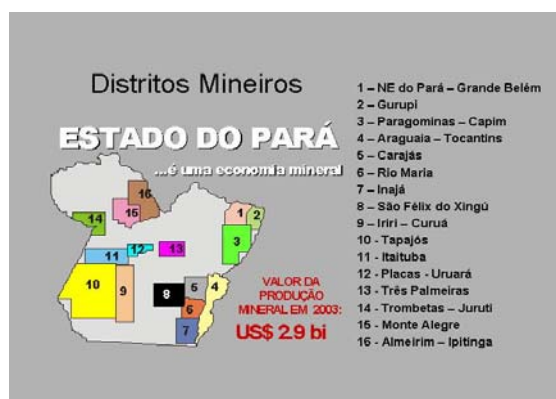 Distritos Mineiros
ESTADO DO PARÁ
...é uma economia mineral
1 – NE do Pará – Grande Belém
2 – Gurupi
3 – Paragominas – Capim
4 – Araguaia – Tocantins
5 – Carajás
6 – Rio Maria
7 – Inajá
8 – São Félix do Xingú
9 – Iriri – Curuá
10 - Tapajós
11 - Itaituba
12 - Placas - Uruará
13 - Três Palmeiras
14 - Trombetas – Juruti
15 - Monte Alegre
16 - Almeirim – Ipitinga
16
15
14
1
2
3
12
13
11
10
9
8
5
4
6
7
VALOR DA
PRODUÇÃO
MINERAL EM 2003:
US$ 2.9 bi